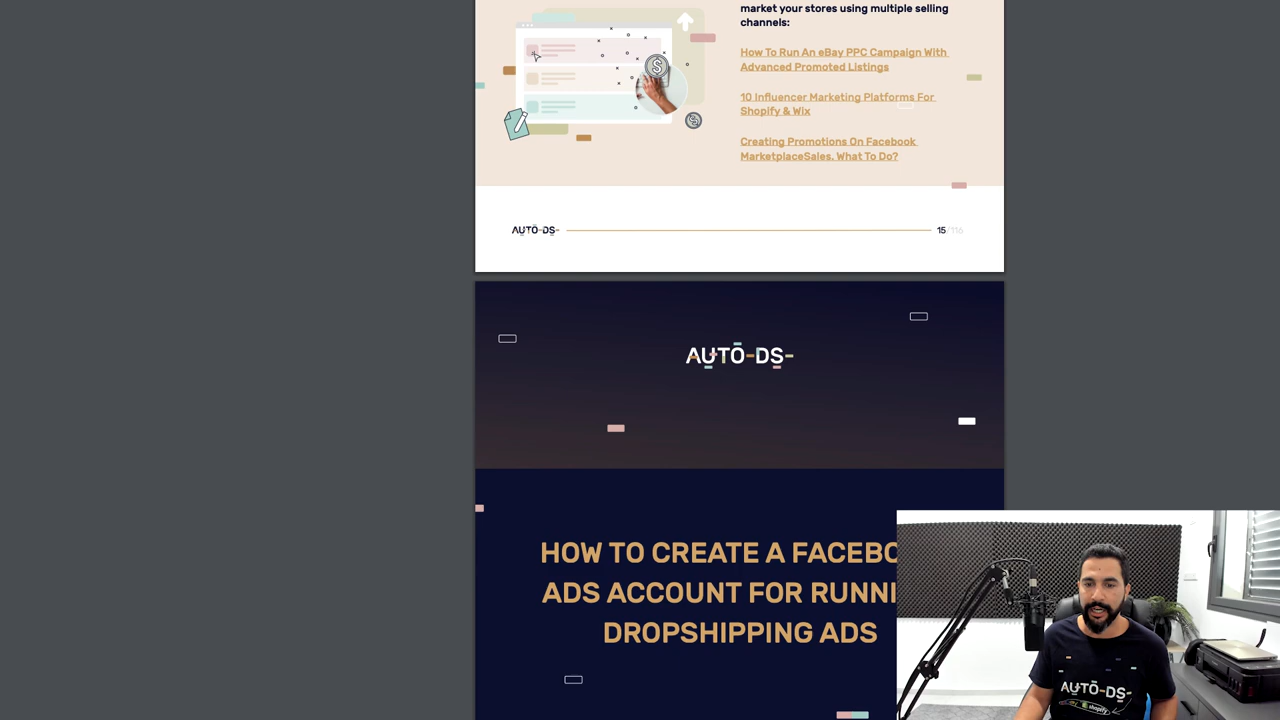 market your stores using multiple selling
channels:
How To Run An eBay PPC Campaign With
Advanced Promoted Listings
10 Influencer Marketing Platforms For
Shopify & Wix
Creating Promotions On Facebook
MarketplaceSales. What To Do?
AUTO-DS-
15/116
AUTO-DS-
HOW TO CREATE A FACEBO
ADS ACCOUNT FOR RUNNI
DROPSHIPPING ADS
AUTO-DS-
shopify